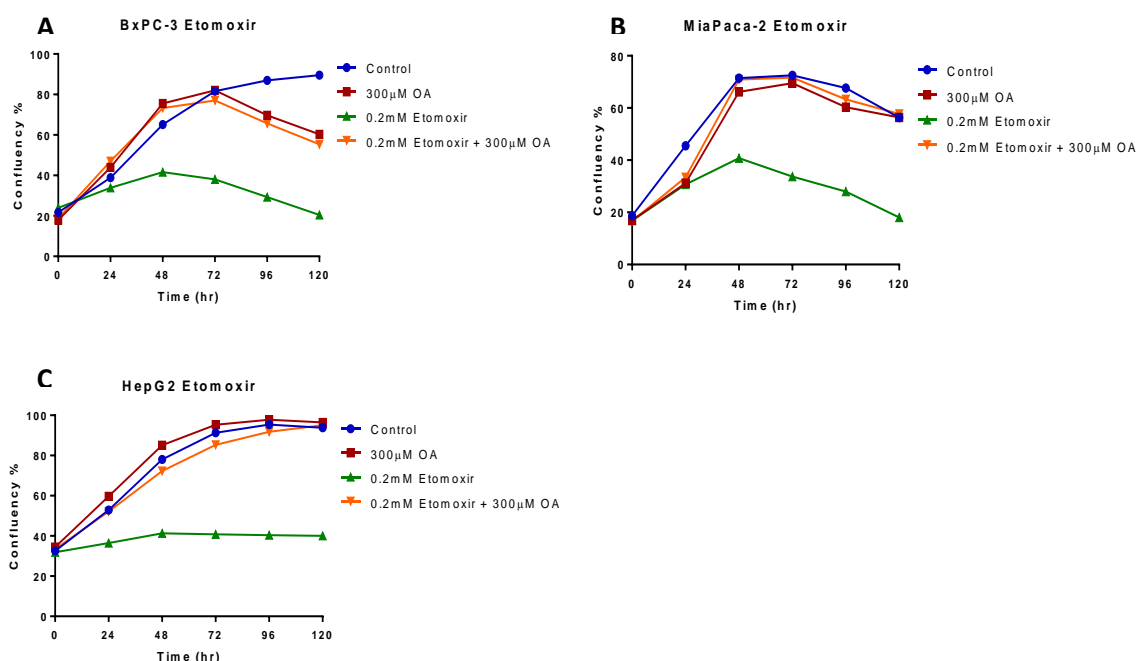 A
BxPC-3 Etomoxir
100
80
60
40
20
0
Confluency %
0 24 48 72 96 120
Time (hr)
Control
300μM OA
0.2mM Etomoxir
0.2mM Etomoxir + 300μM OA
B
MiaPaca-2 Etomoxir
80
60
40
20
0
Confluency %
0 24 48 72 96 120
Time (hr)
Control
300μM OA
0.2mM Etomoxir
0.2mM Etomoxir + 300μM OA
C
HepG2 Etomoxir
100
80
60
40
20
0
Confluency %
0 24 48 72 96 120
Time (hr)
Control
300μM OA
0.2mM Etomoxir
0.2mM Etomoxir + 300μM OA